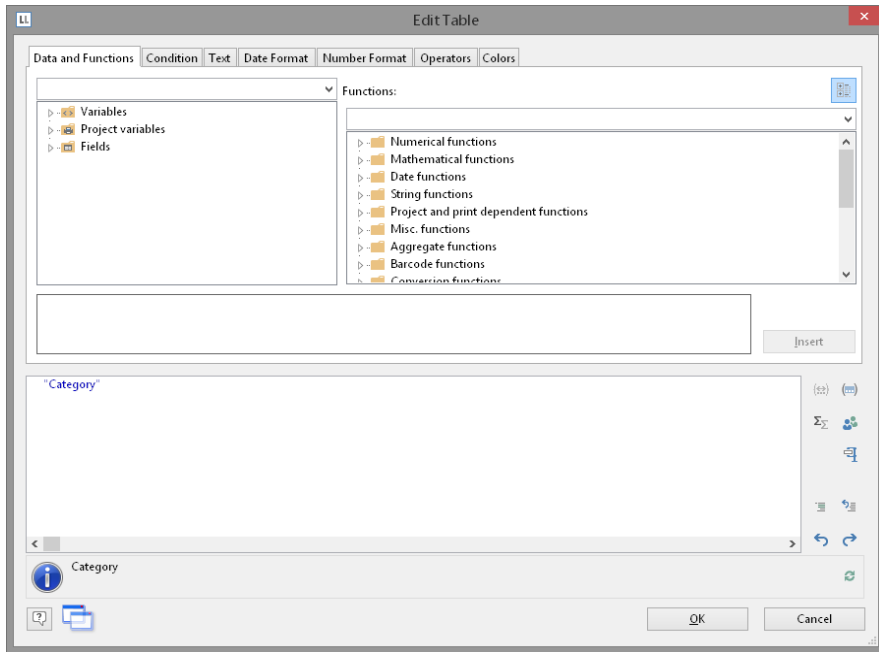 LL
Edit Table
Data and Functions Condition Text Date Format Number Format Operators Colors
Functions:
Variables
Project variables
Fields
Numerical functions
Mathematical functions
Date functions
String functions
Project and print dependent functions
Misc. functions
Aggregate functions
Barcode functions
Conversion functions
Insert
"Category"
Category
OK
Cancel